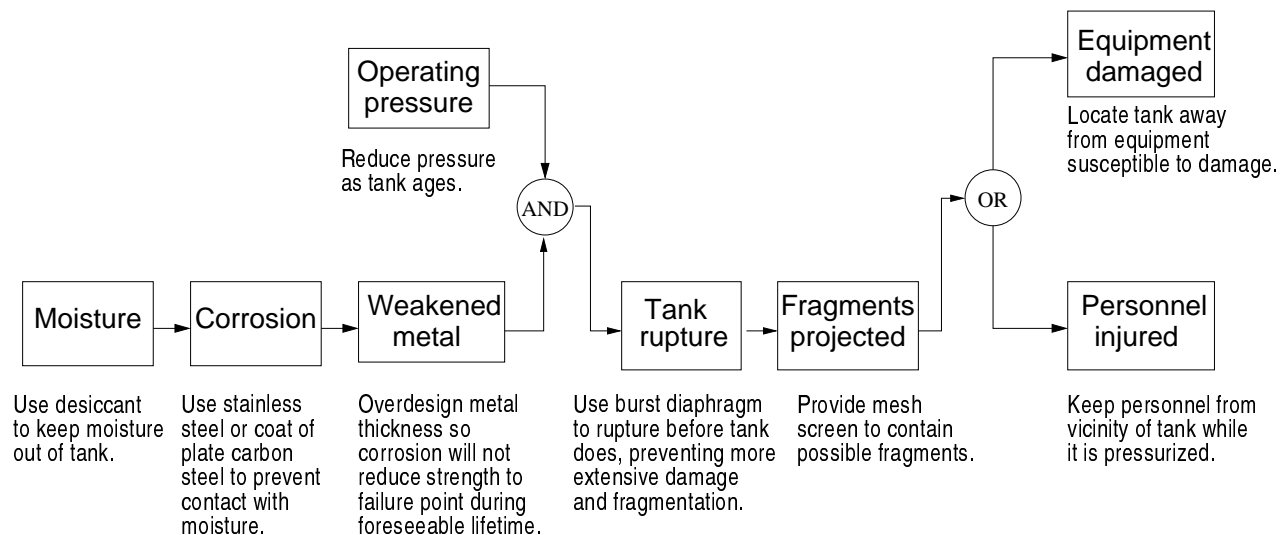 Operating
pressure
Reduce pressure
as tank ages.
AND
Equipment
damaged
Locate tank away
from equipment
susceptible to damage.
OR
Moisture
Use desiccant
to keep moisture
out of tank.
Corrosion
Use stainless
steel or coat of
plate carbon
steel to prevent
contact with
moisture.
Weakened
metal
Overdesign metal
thickness so
corrosion will not
reduce strength to
failure point during
foreseeable lifetime.
Tank
rupture
Use burst diaphragm
to rupture before tank
does, preventing more
extensive damage
and fragmentation.
Fragments
projected
Provide mesh
screen to contain
possible fragments.
Personnel
injured
Keep personnel from
vicinity of tank while
it is pressurized.